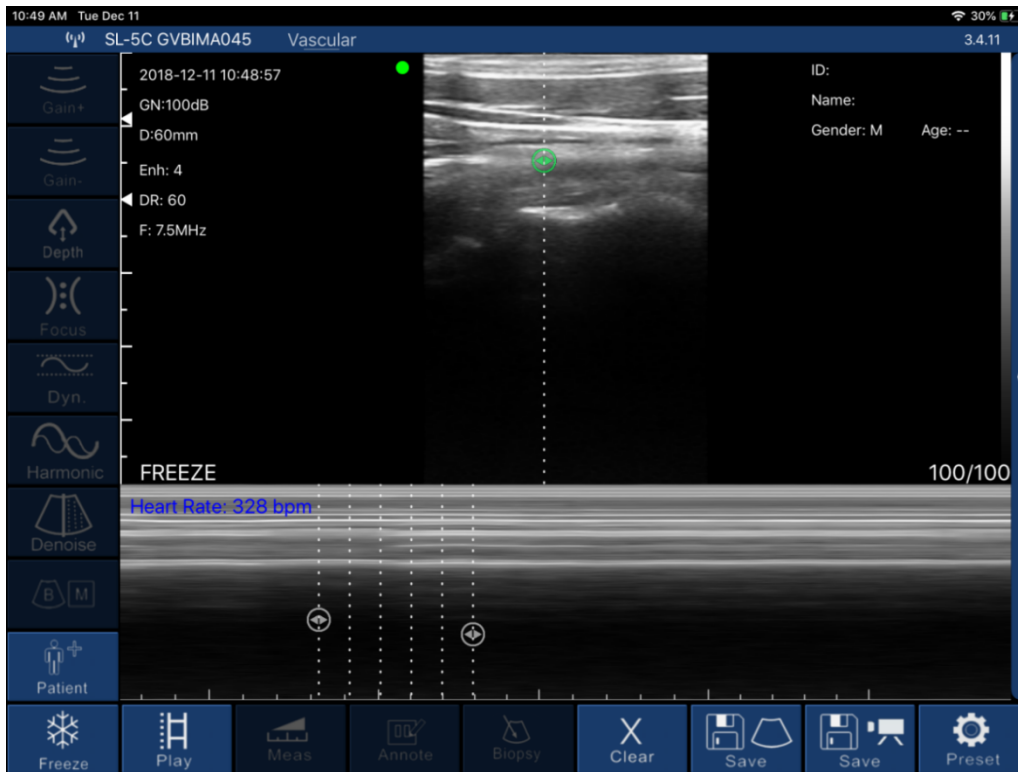 10:49 AM Tue Dec 11 30%
SL-5C GVBIMA045 Vascular 3.4.11
Gain+
Gain-
Depth
Focus
Dyn.
Harmonic
Denoise
B M
Patient
2018-12-11 10:48:57
GN:100dB
D:60mm
Enh: 4
DR: 60
F: 7.5MHz
ID:
Name:
Gender: M Age: --
FREEZE 100/100
Heart Rate: 328 bpm
Freeze Play Meas Annote Biopsy Clear Save Save Preset